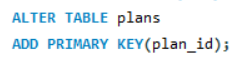 ALTER TABLE plans
ADD PRIMARY KEY(plan_id);